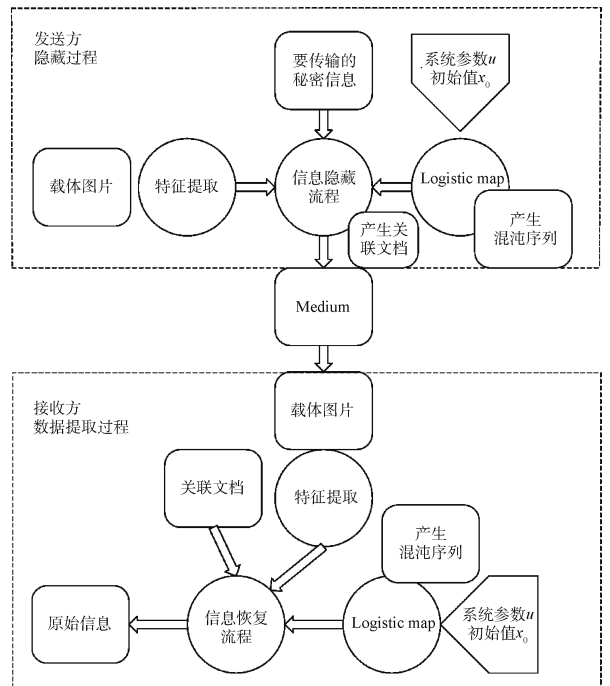 发送方
隐藏过程
要传输的
秘密信息
系统参数u
初始值x₀
载体图片
特征提取
信息隐藏
流程
Logistic map
产生关
联文档
产生
混沌序列
Medium
接收方
数据提取过程
载体图片
关联文档
特征提取
产生
混沌序列
原始信息
信息恢复
流程
Logistic map
系统参数u
初始值x₀